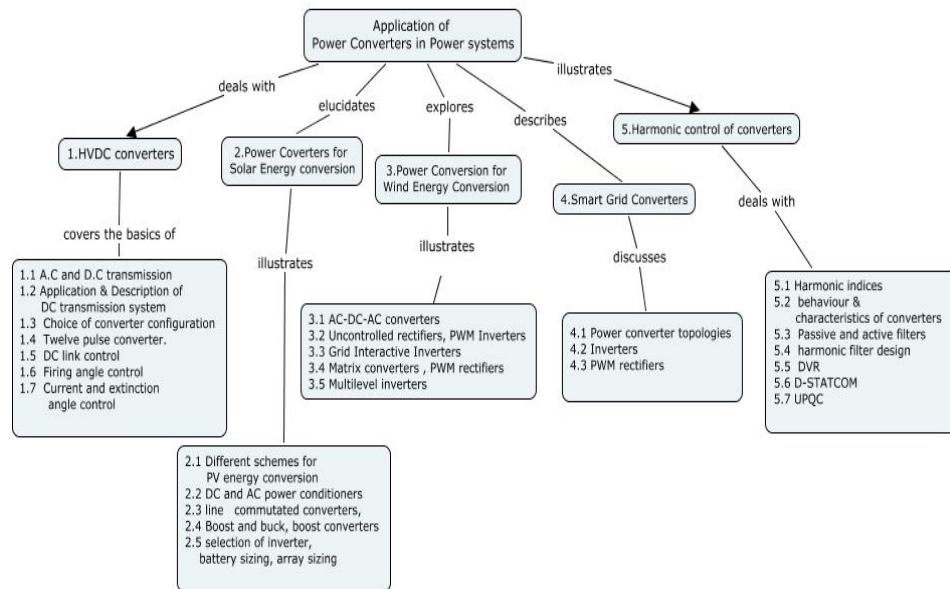 Application of
Power Converters in Power systems
deals with
elucidates
explores
describes
illustrates
1.HVDC converters
2.Power Coverters for
Solar Energy conversion
3.Power Conversion for
Wind Energy Conversion
4.Smart Grid Converters
5.Harmonic control of converters
covers the basics of
illustrates
illustrates
discusses
deals with
1.1 A.C and D.C transmission
1.2 Application & Description of
DC transmission system
1.3 Choice of converter configuration
1.4 Twelve pulse converter.
1.5 DC link control
1.6 Firing angle control
1.7 Current and extinction
angle control
2.1 Different schemes for
PV energy conversion
2.2 DC and AC power conditioners
2.3 line commutated converters,
2.4 Boost and buck, boost converters
2.5 selection of inverter,
battery sizing, array sizing
3.1 AC-DC-AC converters
3.2 Uncontrolled rectifiers, PWM Inverters
3.3 Grid Interactive Inverters
3.4 Matrix converters , PWM rectifiers
3.5 Multilevel inverters
4.1 Power converter topologies
4.2 Inverters
4.3 PWM rectifiers
5.1 Harmonic indices
5.2 behaviour &
characteristics of converters
5.3 Passive and active filters
5.4 harmonic filter design
5.5 DVR
5.6 D-STATCOM
5.7 UPQC